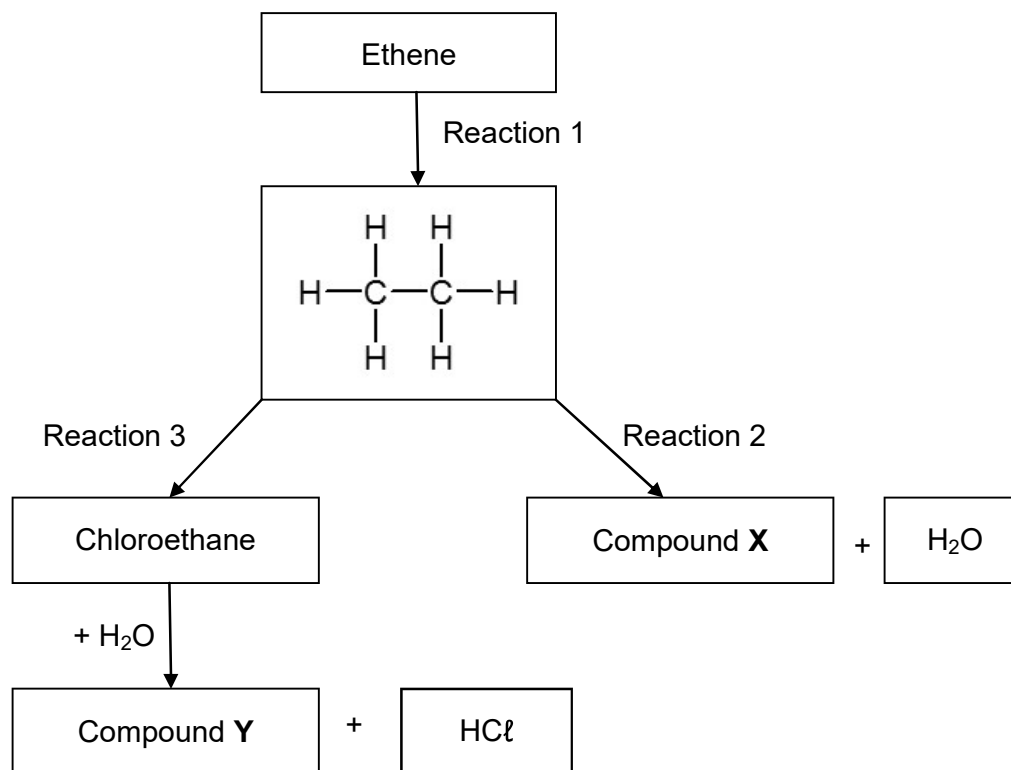 Ethene
Reaction 1
H H
H C C H
H H
Reaction 3
Reaction 2
Chloroethane
Compound X
+
H₂O
+ H₂O
Compound Y
+
HCℓ